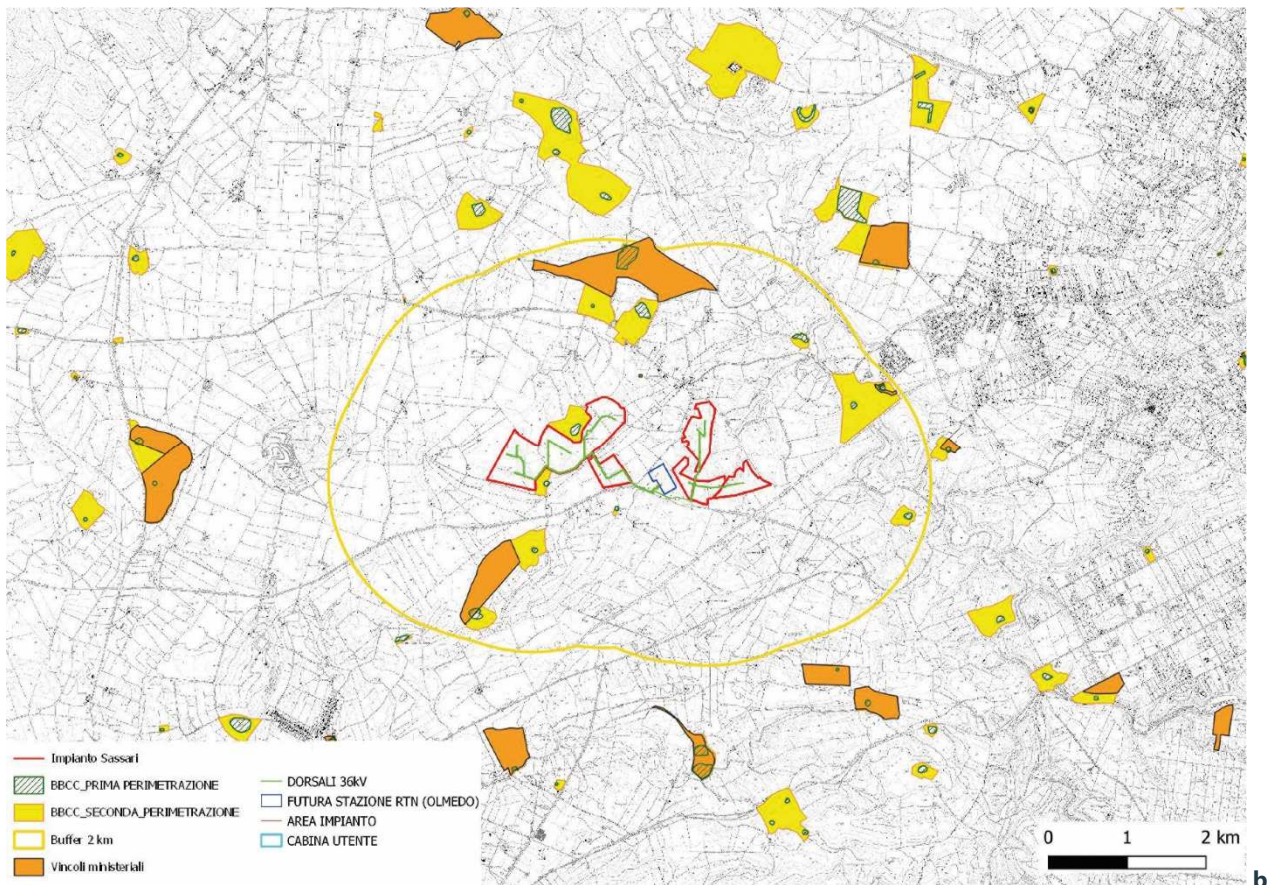 Impianto Sassari
BBCC_PRIMA PERIMETRAZIONE
BBCC_SECONDA_PERIMETRAZIONE
Buffer 2 km
Vincoli ministeriali
DORSALI 36kV
FUTURA STAZIONE RTN (OLMEDO)
AREA IMPIANTO
CABINA UTENTE
0 1 2 km
b